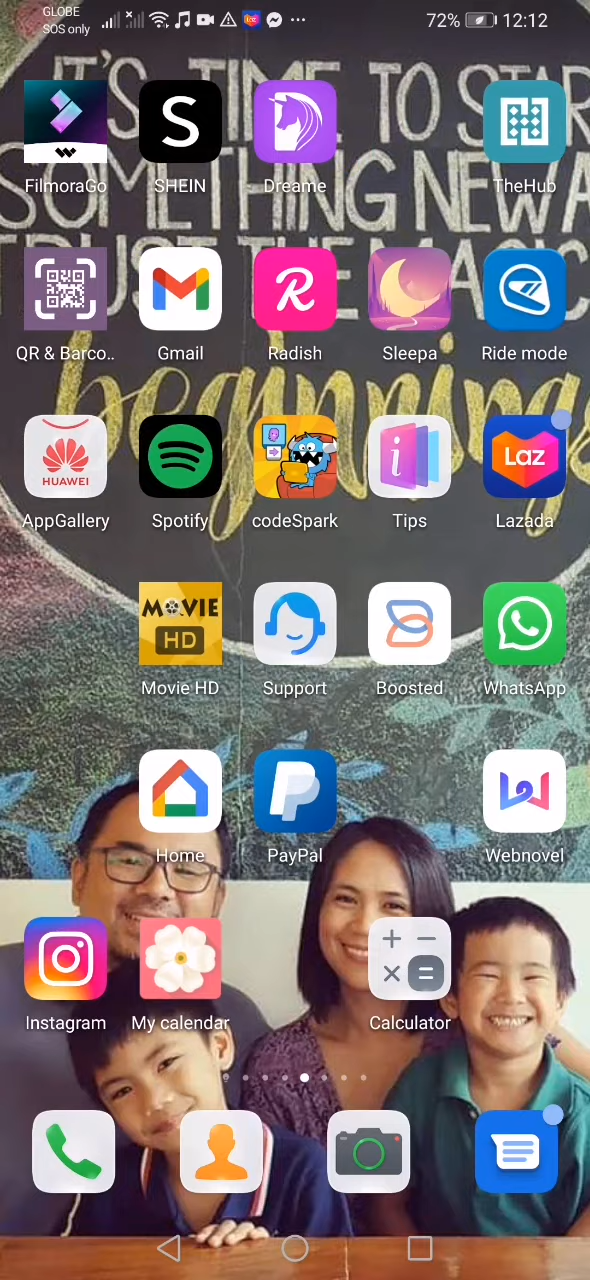 GLOBE
SOS only
72% 12:12
IT'S TIME TO STAR
SOMETHING NEW A
TRUST THE MAGIC
beginnings
FilmoraGo
S
SHEIN
Dreame
TheHub
QR & Barco..
Gmail
R
Radish
Sleepa
Ride mode
HUAWEI
AppGallery
Spotify
codeSpark
i
Tips
Laz
Lazada
MOVIE
HD
Movie HD
Support
Boosted
WhatsApp
Home
PayPal
Webnovel
Instagram
My calendar
Calculator